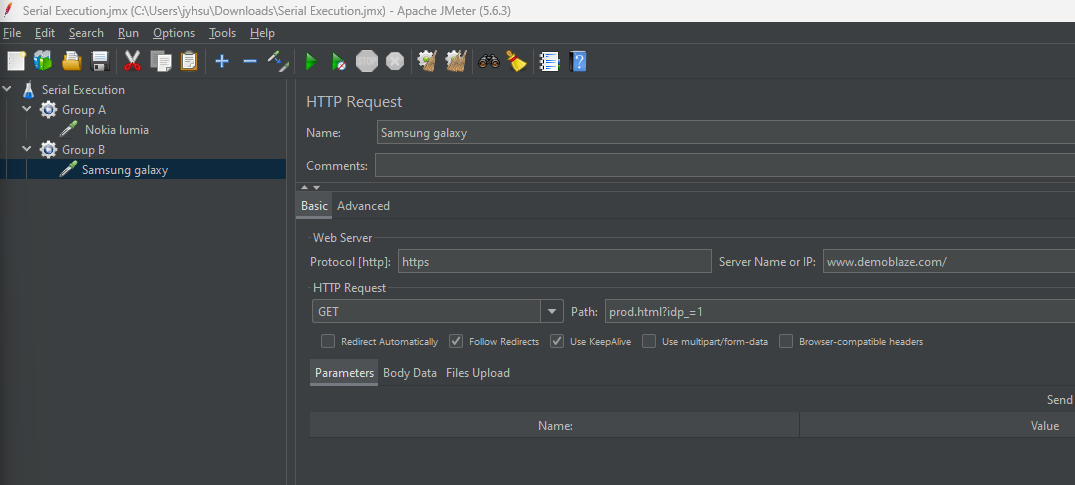 Serial Execution.jmx (C:\Users\jyhsu\Downloads\Serial Execution.jmx) - Apache JMeter (5.6.3)
File Edit Search Run Options Tools Help
STOP
Serial Execution
Group A
Nokia lumia
Group B
Samsung galaxy
HTTP Request
Name: Samsung galaxy
Comments:
Basic Advanced
Web Server
Protocol [http]: https Server Name or IP: www.demoblaze.com/
HTTP Request
GET Path: prod.html?idp_=1
Redirect Automatically Follow Redirects Use KeepAlive Use multipart/form-data Browser-compatible headers
Parameters Body Data Files Upload
Send
Name: Value